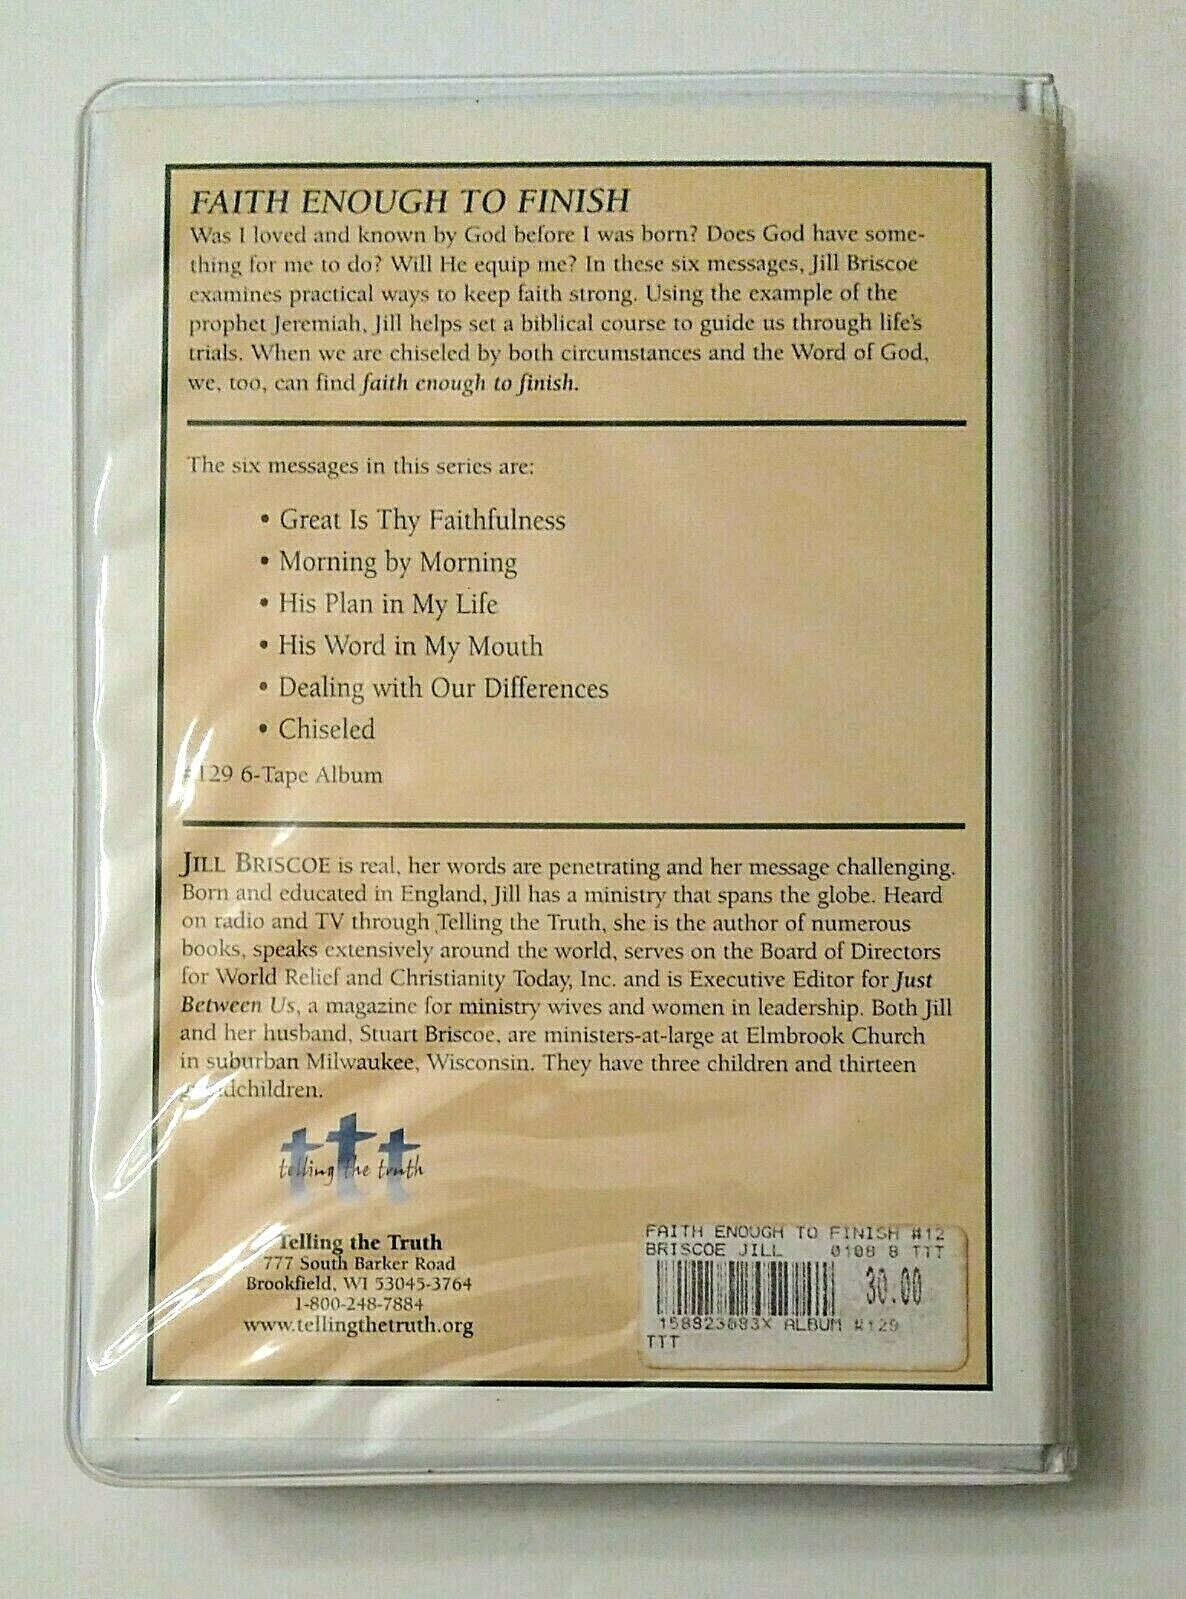 FAITH ENOUGH TO FINISH
Was I loved and known by God before I was born? Does God have some-
thing for me to do? Will He equip me? In these six messages, Jill Briscoe
examines practical ways to keep faith strong. Using the example of the
prophet Jeremiah, Jill helps set a biblical course to guide us through life's
trials. When we are chiseled by both circumstances and the Word of God,
we, too, can find faith enough to finish.
The six messages in this series are:
• Great Is Thy Faithfulness
• Morning by Morning
• His Plan in My Life
• His Word in My Mouth
• Dealing with Our Differences
• Chiseled
#129 6-Tape Album
JILL BRISCOE is real, her words are penetrating and her message challenging.
Born and educated in England, Jill has a ministry that spans the globe. Heard
on radio and TV through Telling the Truth, she is the author of numerous
books, speaks extensively around the world, serves on the Board of Directors
for World Relief and Christianity Today, Inc. and is Executive Editor for Just
Between Us, a magazine for ministry wives and women in leadership. Both Jill
and her husband, Stuart Briscoe, are ministers-at-large at Elmbrook Church
in suburban Milwaukee, Wisconsin. They have three children and thirteen
grandchildren.
ttt
telling the truth
Telling the Truth
777 South Barker Road
Brookfield, WI 53045-3764
1-800-248-7884
www.tellingthetruth.org
FAITH ENOUGH TO FINISH #12
BRISCOE JILL 0108 8 TTT
30.00
ALBUM #129
TTT